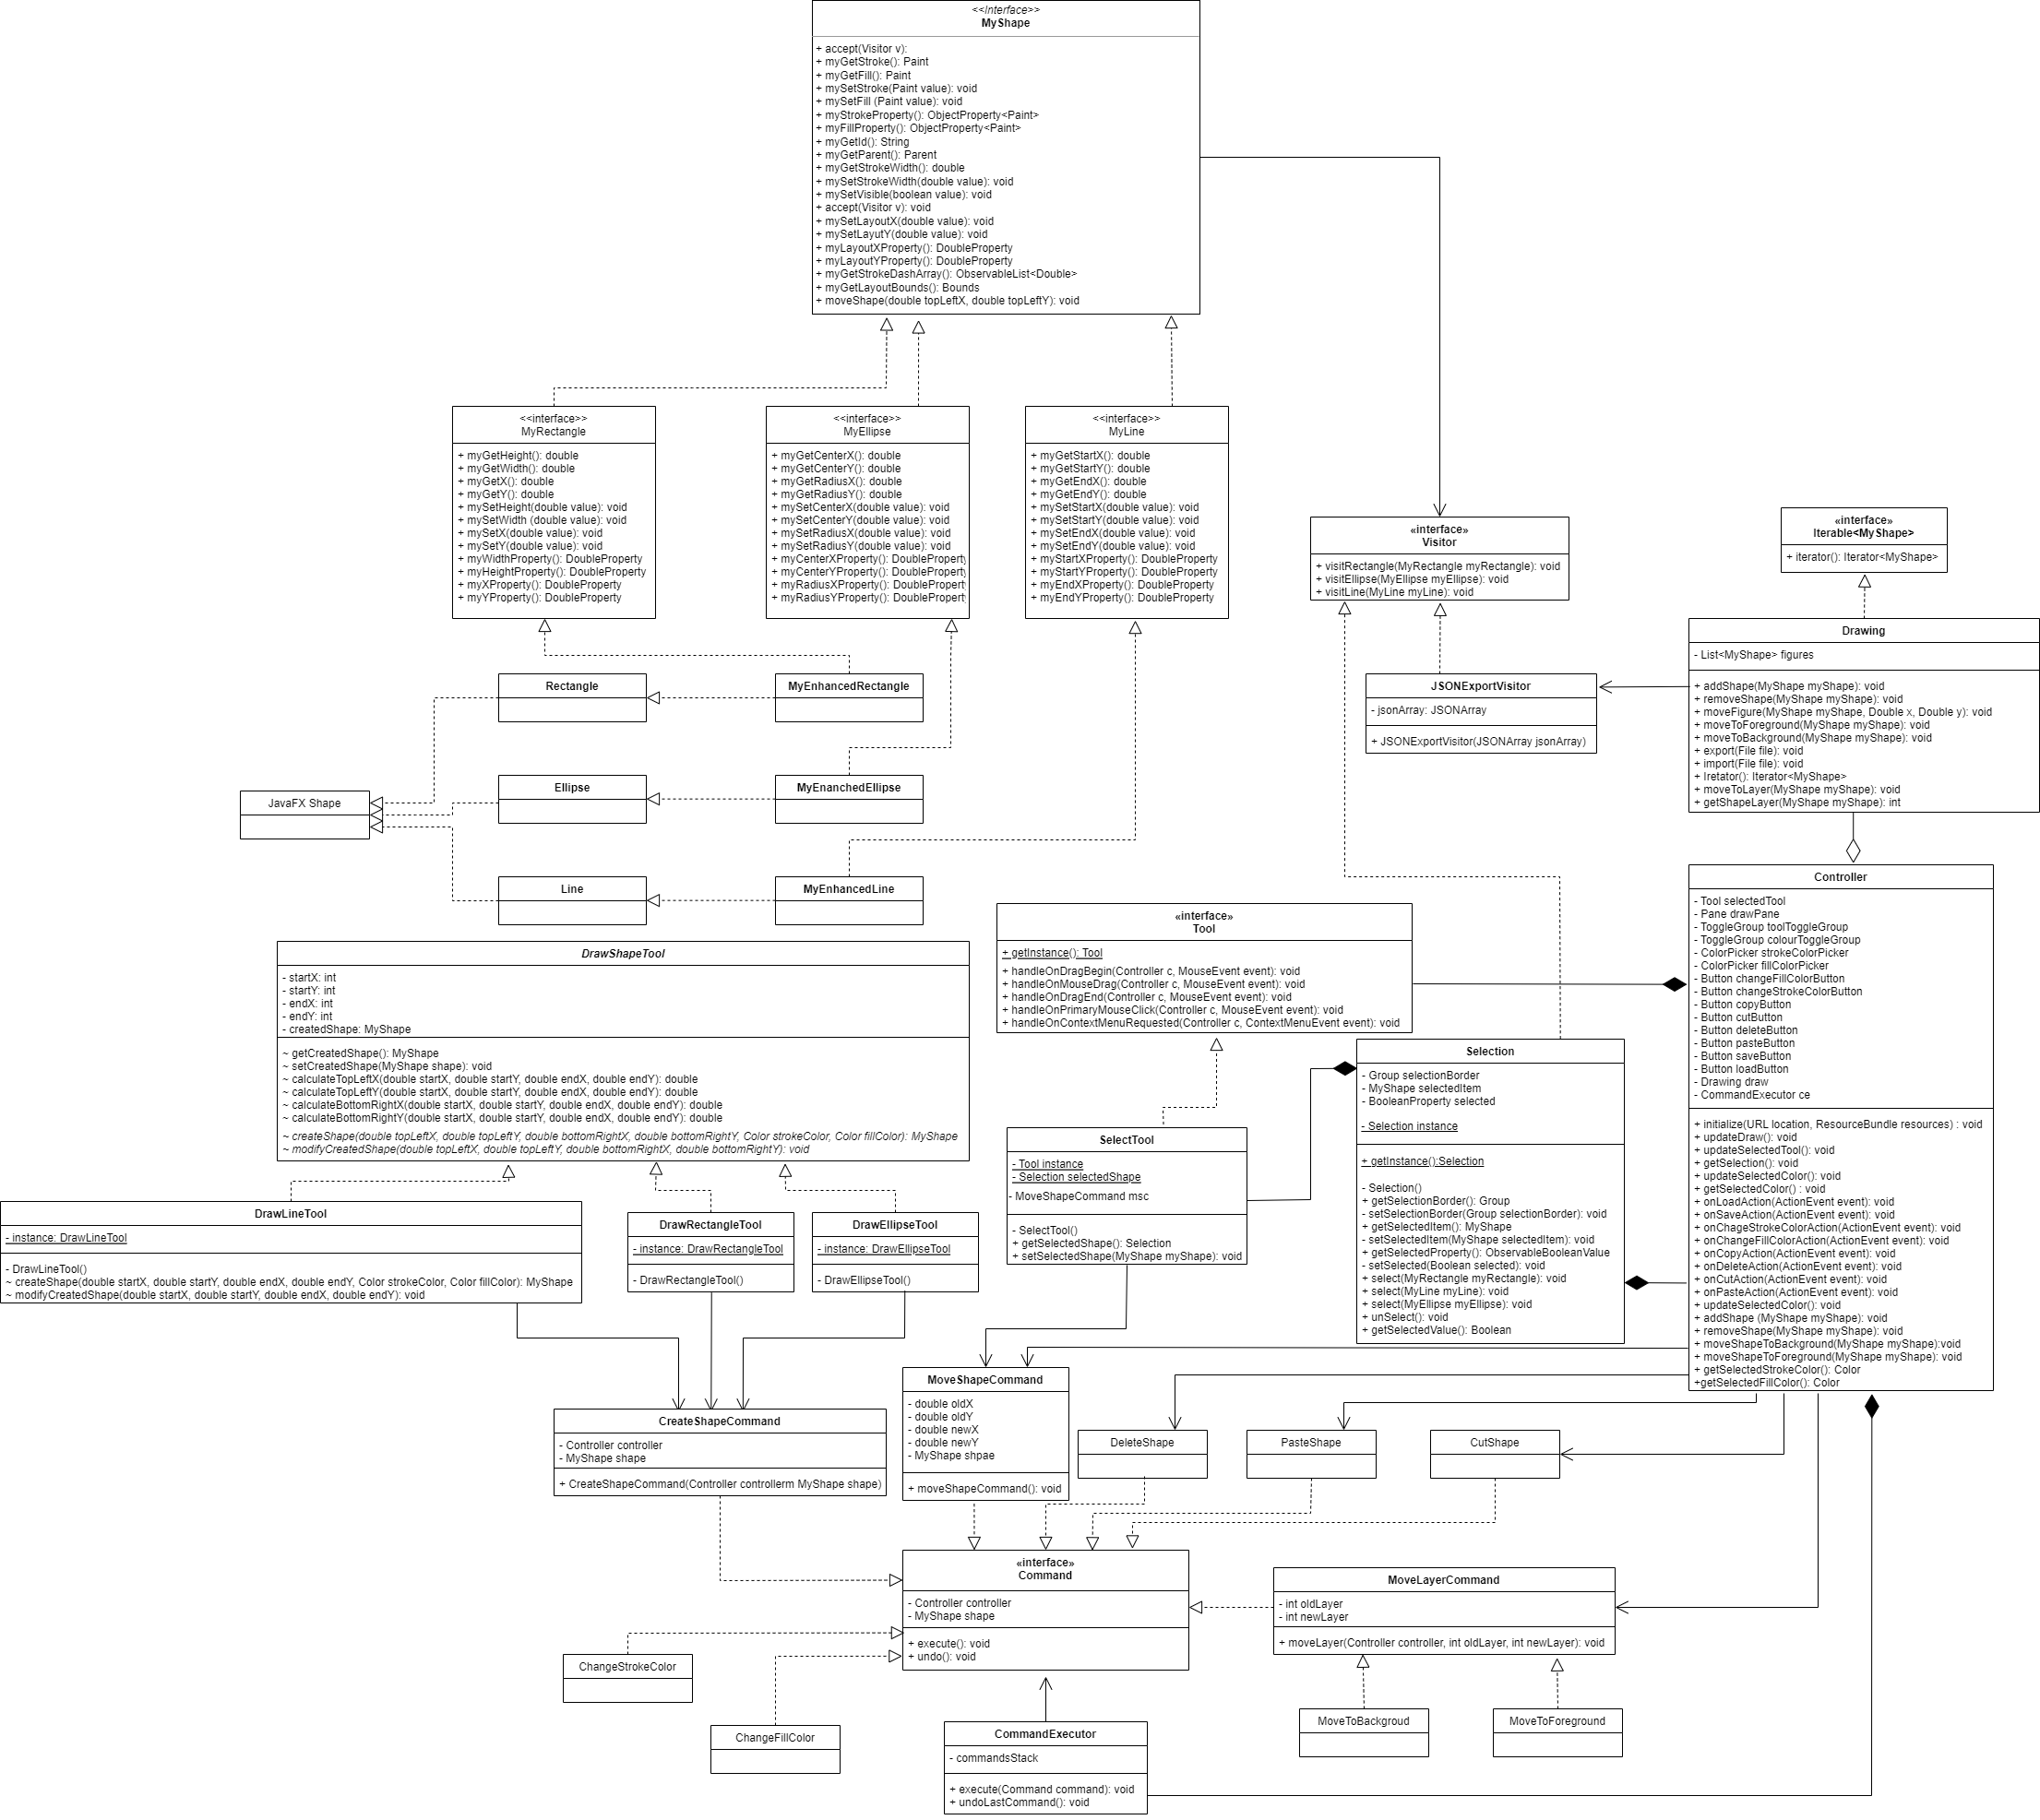 <<Interface>>
MyShape
+ accept(Visitor v):
+ myGetStroke(): Paint
+ myGetFill(): Paint
+ mySetStroke(Paint value): void
+ mySetFill (Paint value): void
+ myStrokeProperty(): ObjectProperty<Paint>
+ myFillProperty(): ObjectProperty<Paint>
+ myGetId(): String
+ myGetParent(): Parent
+ myGetStrokeWidth(): double
+ mySetStrokeWidth(double value): void
+ mySetVisible(boolean value): void
+ accept(Visitor v): void
+ mySetLayoutX(double value): void
+ mySetLayutY(double value): void
+ myLayoutXProperty(): DoubleProperty
+ myLayoutYProperty(): DoubleProperty
+ myGetStrokeDashArray(): ObservableList<Double>
+ myGetLayoutBounds(): Bounds
+ moveShape(double topLeftX, double topLeftY): void
<<interface>>
MyRectangle
+ myGetHeight(): double
+ myGetWidth(): double
+ myGetX(): double
+ myGetY(): double
+ mySetHeight(double value): void
+ mySetWidth (double value): void
+ mySetX(double value): void
+ mySetY(double value): void
+ myWidthProperty(): DoubleProperty
+ myHeightProperty(): DoubleProperty
+ myXProperty(): DoubleProperty
+ myYProperty(): DoubleProperty
<<interface>>
MyEllipse
+ myGetCenterX(): double
+ myGetCenterY(): double
+ myGetRadiusX(): double
+ myGetRadiusY(): double
+ mySetCenterX(double value): void
+ mySetCenterY(double value): void
+ mySetRadiusX(double value): void
+ mySetRadiusY(double value): void
+ myCenterXProperty(): DoubleProperty
+ myCenterYProperty(): DoubleProperty
+ myRadiusXProperty(): DoubleProperty
+ myRadiusYProperty(): DoubleProperty
<<interface>>
MyLine
+ myGetStartX(): double
+ myGetStartY(): double
+ myGetEndX(): double
+ myGetEndY(): double
+ mySetStartX(double value): void
+ mySetStartY(double value): void
+ mySetEndX(double value): void
+ mySetEndY(double value): void
+ myStartXProperty(): DoubleProperty
+ myStartYProperty(): DoubleProperty
+ myEndXProperty(): DoubleProperty
+ myEndYProperty(): DoubleProperty
«interface»
Visitor
+ visitRectangle(MyRectangle myRectangle): void
+ visitEllipse(MyEllipse myEllipse): void
+ visitLine(MyLine myLine): void
«interface»
Iterable<MyShape>
+ iterator(): Iterator<MyShape>
Drawing
- List<MyShape> figures
+ addShape(MyShape myShape): void
+ removeShape(MyShape myShape): void
+ moveFigure(MyShape myShape, Double x, Double y): void
+ moveToForeground(MyShape myShape): void
+ moveToBackground(MyShape myShape): void
+ export(File file): void
+ import(File file): void
+ Iretator(): Iterator<MyShape>
+ moveToLayer(MyShape myShape): void
+ getShapeLayer(MyShape myShape): int
JSONExportVisitor
- jsonArray: JSONArray
+ JSONExportVisitor(JSONArray jsonArray)
Rectangle
MyEnhancedRectangle
Ellipse
MyEnanchedEllipse
JavaFX Shape
Line
MyEnhancedLine
Controller
- Tool selectedTool
- Pane drawPane
- ToggleGroup toolToggleGroup
- ToggleGroup colourToggleGroup
- ColorPicker strokeColorPicker
- ColorPicker fillColorPicker
- Button changeFillColorButton
- Button changeStrokeColorButton
- Button copyButton
- Button cutButton
- Button deleteButton
- Button pasteButton
- Button saveButton
- Button loadButton
- Drawing draw
- CommandExecutor ce
+ initialize(URL location, ResourceBundle resources) : void
+ updateDraw(): void
+ updateSelectedTool(): void
+ getSelection(): void
+ updateSelectedColor(): void
+ getSelectedColor() : void
+ onLoadAction(ActionEvent event): void
+ onSaveAction(ActionEvent event): void
+ onChageStrokeColorAction(ActionEvent event): void
+ onChangeFillColorAction(ActionEvent event): void
+ onCopyAction(ActionEvent event): void
+ onDeleteAction(ActionEvent event): void
+ onCutAction(ActionEvent event): void
+ onPasteAction(ActionEvent event): void
+ updateSelectedColor(): void
+ addShape (MyShape myShape): void
+ removeShape(MyShape myShape): void
+ moveShapeToBackground(MyShape myShape):void
+ moveShapeToForeground(MyShape myShape): void
+ getSelectedStrokeColor(): Color
+getSelectedFillColor(): Color
«interface»
Tool
+ getInstance(): Tool
+ handleOnDragBegin(Controller c, MouseEvent event): void
+ handleOnMouseDrag(Controller c, MouseEvent event): void
+ handleOnDragEnd(Controller c, MouseEvent event): void
+ handleOnPrimaryMouseClick(Controller c, MouseEvent event): void
+ handleOnContextMenuRequested(Controller c, ContextMenuEvent event): void
DrawShapeTool
- startX: int
- startY: int
- endX: int
- endY: int
- createdShape: MyShape
~ getCreatedShape(): MyShape
~ setCreatedShape(MyShape shape): void
~ calculateTopLeftX(double startX, double startY, double endX, double endY): double
~ calculateTopLeftY(double startX, double startY, double endX, double endY): double
~ calculateBottomRightX(double startX, double startY, double endX, double endY): double
~ calculateBottomRightY(double startX, double startY, double endX, double endY): double
~ createShape(double topLeftX, double topLeftY, double bottomRightX, double bottomRightY, Color strokeColor, Color fillColor): MyShape
~ modifyCreatedShape(double topLeftX, double topLeftY, double bottomRightX, double bottomRightY): void
Selection
- Group selectionBorder
- MyShape selectedItem
- BooleanProperty selected
- Selection instance
+ getInstance():Selection
- Selection()
+ getSelectionBorder(): Group
- setSelectionBorder(Group selectionBorder): void
+ getSelectedItem(): MyShape
- setSelectedItem(MyShape selectedItem): void
+ getSelectedProperty(): ObservableBooleanValue
- setSelected(Boolean selected): void
+ select(MyRectangle myRectangle): void
+ select(MyLine myLine): void
+ select(MyEllipse myEllipse): void
+ unSelect(): void
+ getSelectedValue(): Boolean
SelectTool
- Tool instance
- Selection selectedShape
- MoveShapeCommand msc
- SelectTool()
+ getSelectedShape(): Selection
+ setSelectedShape(MyShape myShape): void
DrawLineTool
- instance: DrawLineTool
- DrawLineTool()
~ createShape(double startX, double startY, double endX, double endY, Color strokeColor, Color fillColor): MyShape
~ modifyCreatedShape(double startX, double startY, double endX, double endY): void
DrawRectangleTool
- instance: DrawRectangleTool
- DrawRectangleTool()
DrawEllipseTool
- instance: DrawEllipseTool
- DrawEllipseTool()
MoveShapeCommand
- double oldX
- double oldY
- double newX
- double newY
- MyShape shpae
+ moveShapeCommand(): void
CreateShapeCommand
- Controller controller
- MyShape shape
+ CreateShapeCommand(Controller controllerm MyShape shape)
DeleteShape
PasteShape
CutShape
«interface»
Command
- Controller controller
- MyShape shape
+ execute(): void
+ undo(): void
MoveLayerCommand
- int oldLayer
- int newLayer
+ moveLayer(Controller controller, int oldLayer, int newLayer): void
ChangeStrokeColor
ChangeFillColor
MoveToBackgroud
MoveToForeground
CommandExecutor
- commandsStack
+ execute(Command command): void
+ undoLastCommand(): void